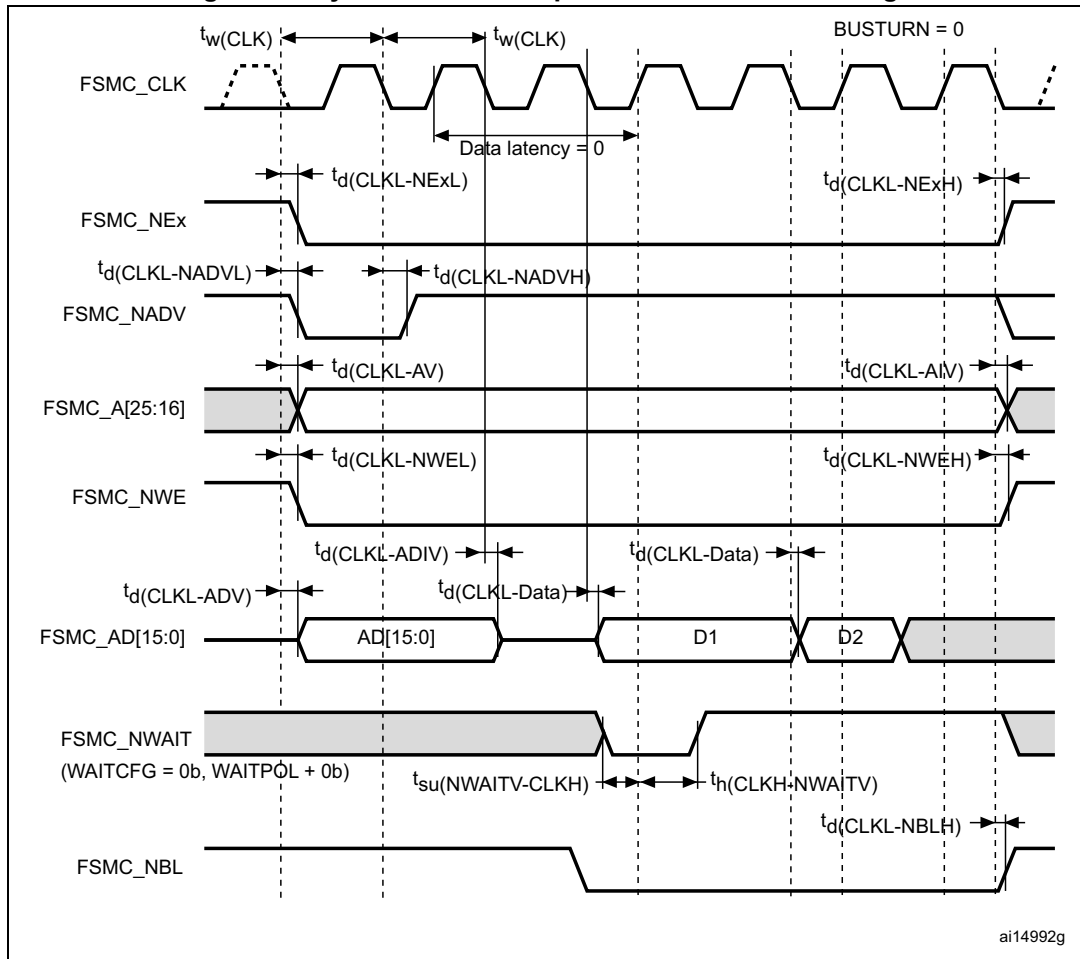 tw(CLK)
tw(CLK)
BUSTURN = 0
FSMC_CLK
Data latency = 0
td(CLKL-NExL)
td(CLKL-NExH)
FSMC_NEx
td(CLKL-NADVL)
td(CLKL-NADVH)
FSMC_NADV
td(CLKL-AV)
td(CLKL-AIV)
FSMC_A[25:16]
td(CLKL-NWEL)
td(CLKL-NWEH)
FSMC_NWE
td(CLKL-ADIV)
td(CLKL-Data)
td(CLKL-ADV)
td(CLKL-Data)
FSMC_AD[15:0]
AD[15:0]
D1
D2
FSMC_NWAIT
(WAITCFG = 0b, WAITPOL + 0b)
tsu(NWAITV-CLKH)
th(CLKH-NWAITV)
td(CLKL-NBLH)
FSMC_NBL
ai14992g